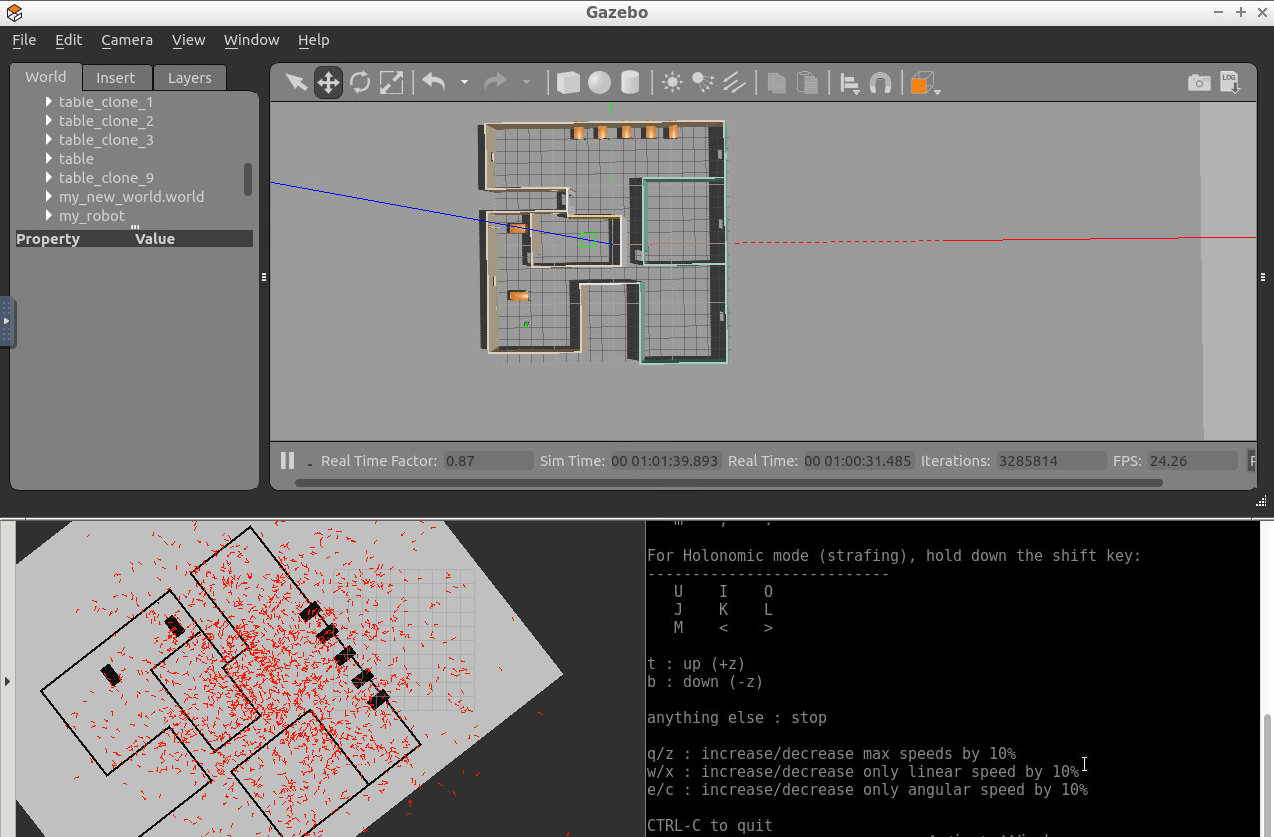 Gazebo
File Edit Camera View Window Help
World Insert Layers
table_clone_1
table_clone_2
table_clone_3
table
table_clone_9
my_new_world.world
my_robot
Property Value
LOG
Real Time Factor: 0.87 Sim Time: 00 01:01:39.893 Real Time: 00 01:00:31.485 Iterations: 3285814 FPS: 24.26
m , .
For Holonomic mode (strafing), hold down the shift key:
---------------------------
U I O
J K L
M < >
t : up (+z)
b : down (-z)
anything else : stop
q/z : increase/decrease max speeds by 10%
w/x : increase/decrease only linear speed by 10%
e/c : increase/decrease only angular speed by 10%
CTRL-C to quit